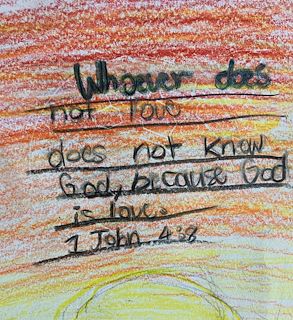 Whoever does
not love
does not know
God, because God
is love.
1 John 4:8